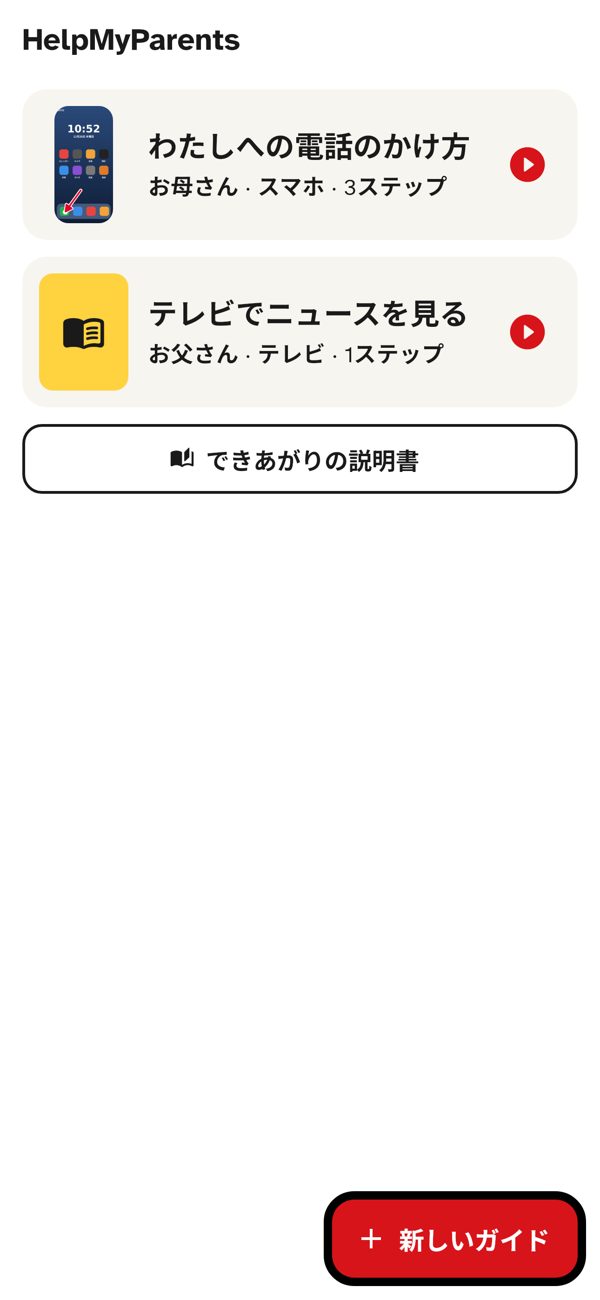 HelpMyParents
10:52
わたしへの電話のかけ方
お母さん · スマホ · 3ステップ
テレビでニュースを見る
お父さん · テレビ · 1ステップ
できあがりの説明書
+ 新しいガイド